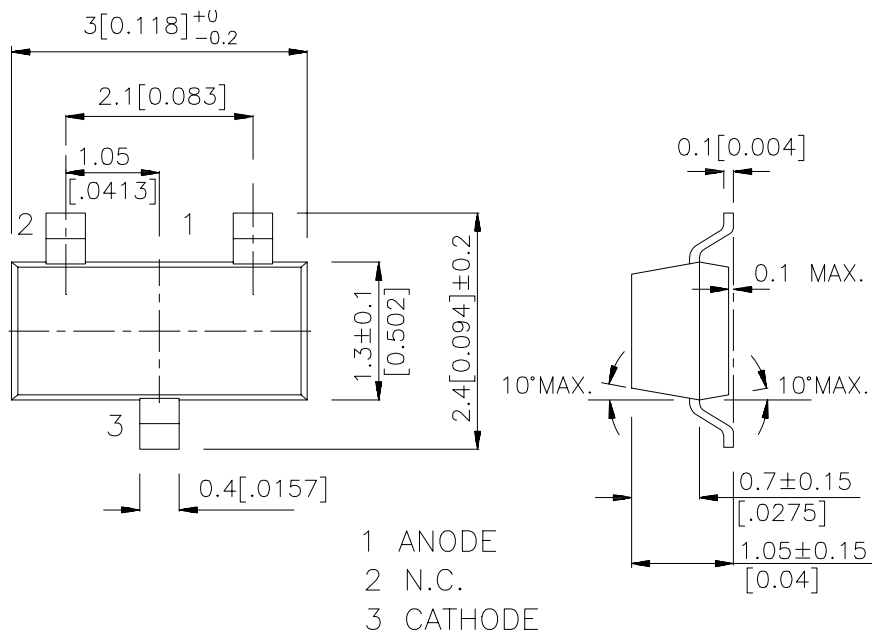 3[0.118] +0 -0.2
2.1[0.083]
1.05
[.0413]
0.1[0.004]
2
1
0.1 MAX.
1.3±0.1
[0.502]
2.4[0.094]±0.2
10°MAX.
10°MAX.
3
0.4[.0157]
0.7±0.15
[.0275]
1.05±0.15
[0.04]
1 ANODE
2 N.C.
3 CATHODE